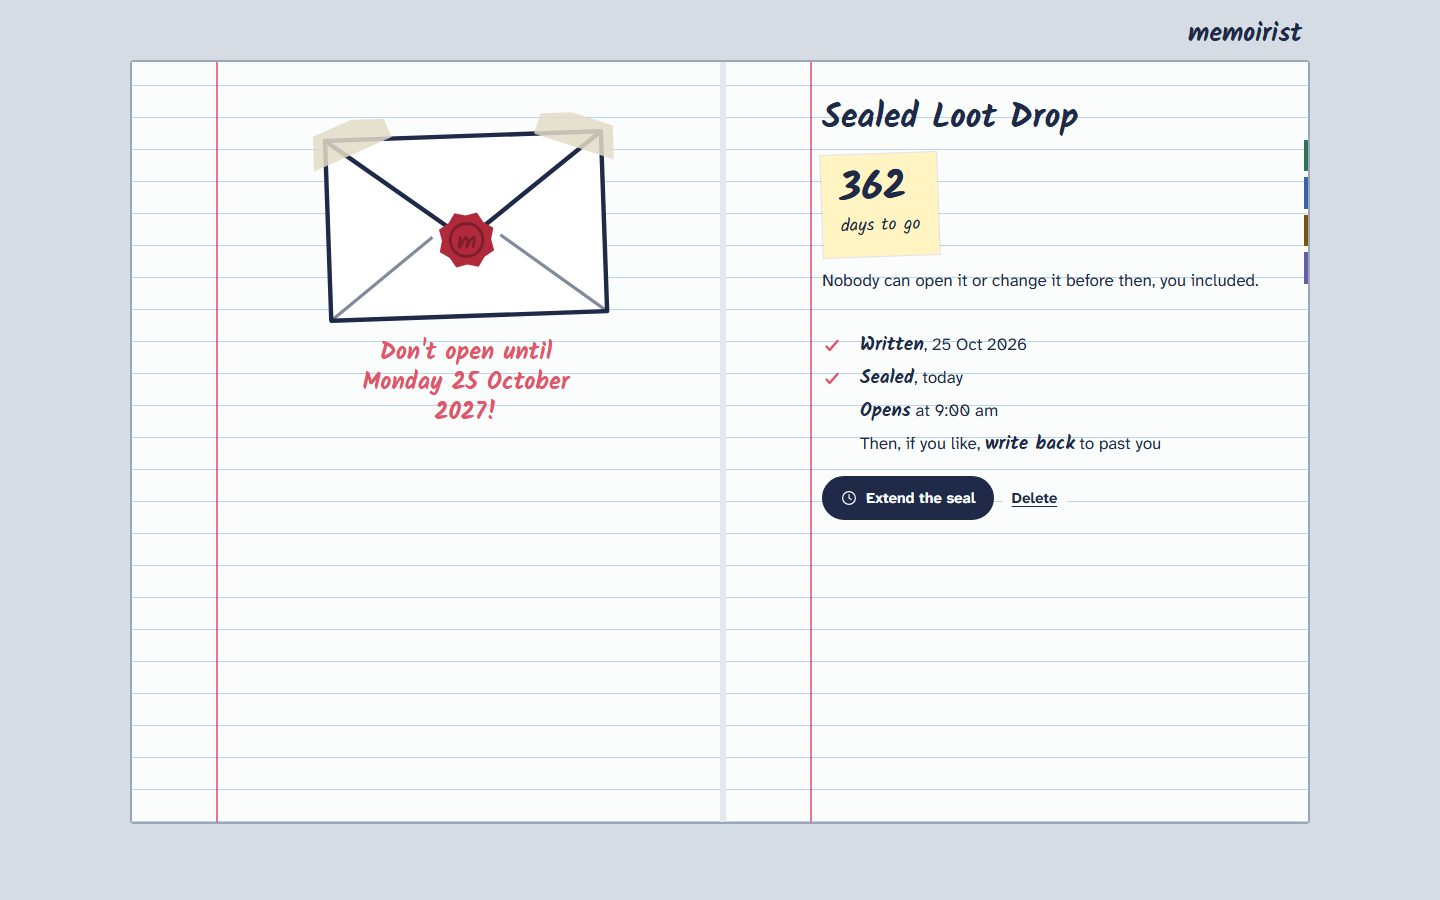 memoirist
m
Don't open until
Monday 25 October
2027!
Sealed Loot Drop
362
days to go
Nobody can open it or change it before then, you included.
Written, 25 Oct 2026
Sealed, today
Opens at 9:00 am
Then, if you like, write back to past you
Extend the seal
Delete